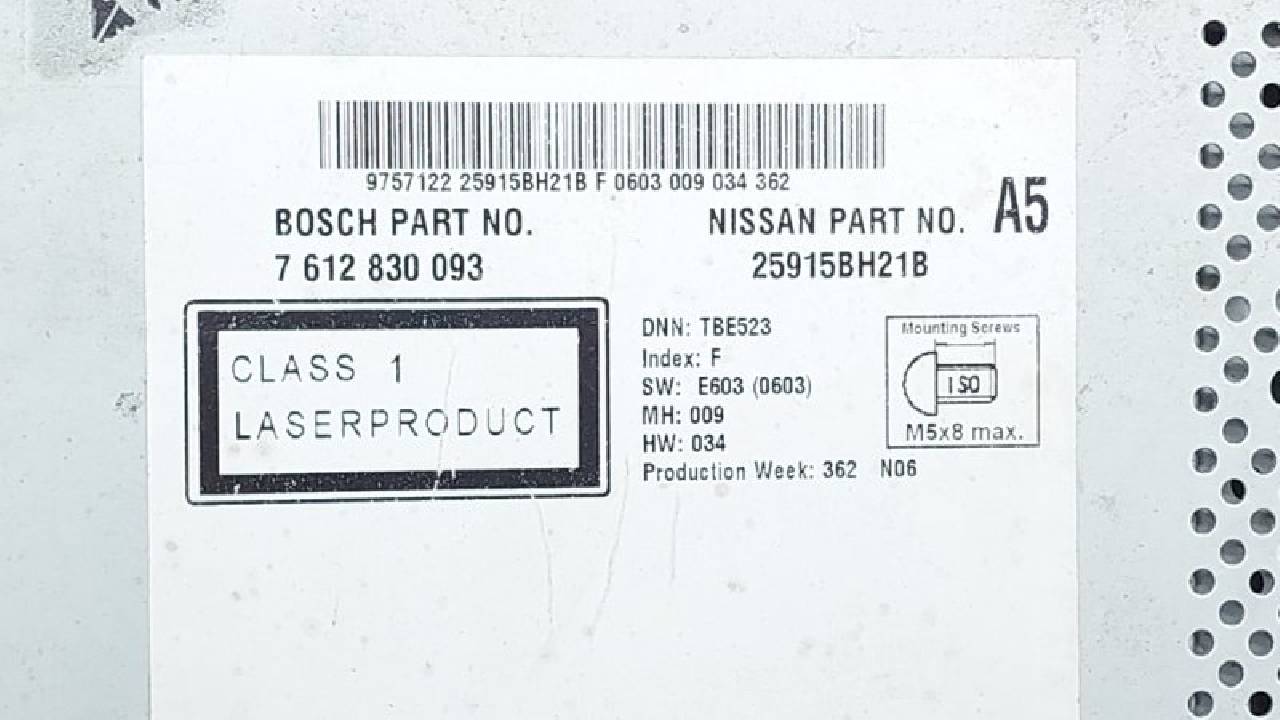 9757122 25915BH21B F 0603 009 034 362
BOSCH PART NO.
7 612 830 093
NISSAN PART NO. A5
25915BH21B
CLASS 1
LASERPRODUCT
DNN: TBE523
Index: F
SW: E603 (0603)
MH: 009
HW: 034
Production Week: 362 N06
Mounting Screws
ISO
M5x8 max.